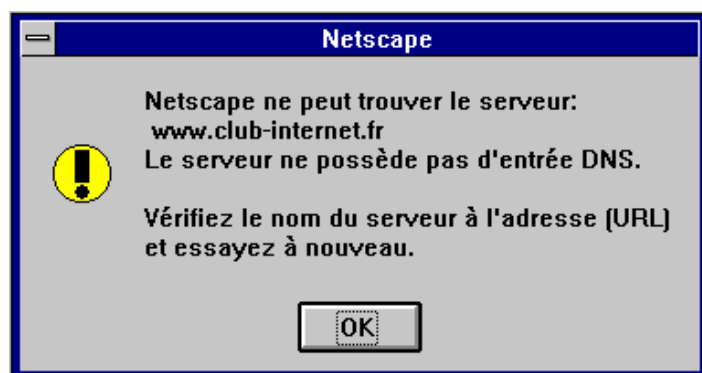 Netscape
Netscape ne peut trouver le serveur:
www.club-internet.fr
Le serveur ne possède pas d'entrée DNS.
Vérifiez le nom du serveur à l'adresse (URL)
et essayez à nouveau.
OK